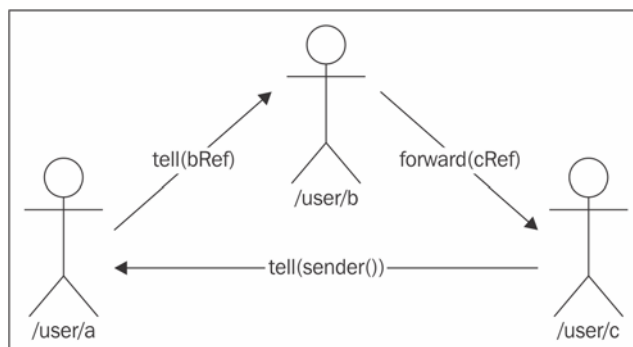 tell(bRef)
forward(cRef)
/user/b
tell(sender())
/user/a
/user/c